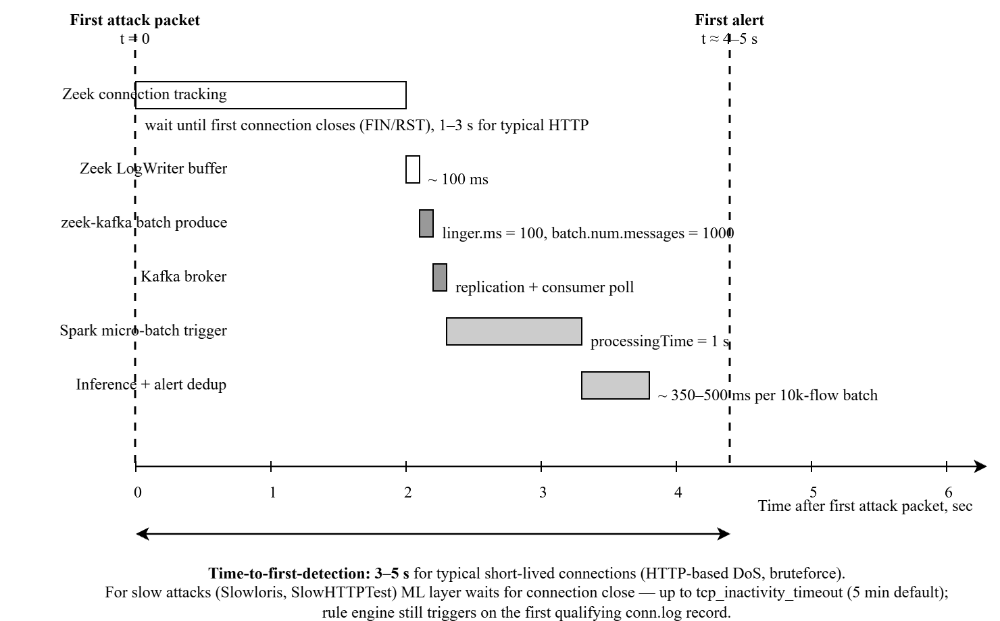 First attack packet
t = 0
First alert
t ≈ 4–5 s
Zeek connection tracking
wait until first connection closes (FIN/RST), 1–3 s for typical HTTP
Zeek LogWriter buffer
~ 100 ms
zeek-kafka batch produce
linger.ms = 100, batch.num.messages = 1000
Kafka broker
replication + consumer poll
Spark micro-batch trigger
processingTime = 1 s
Inference + alert dedup
~ 350–500 ms per 10k-flow batch
0 1 2 3 4 5 6
Time after first attack packet, sec
Time-to-first-detection: 3–5 s for typical short-lived connections (HTTP-based DoS, bruteforce).
For slow attacks (Slowloris, SlowHTTPTest) ML layer waits for connection close — up to tcp_inactivity_timeout (5 min default);
rule engine still triggers on the first qualifying conn.log record.